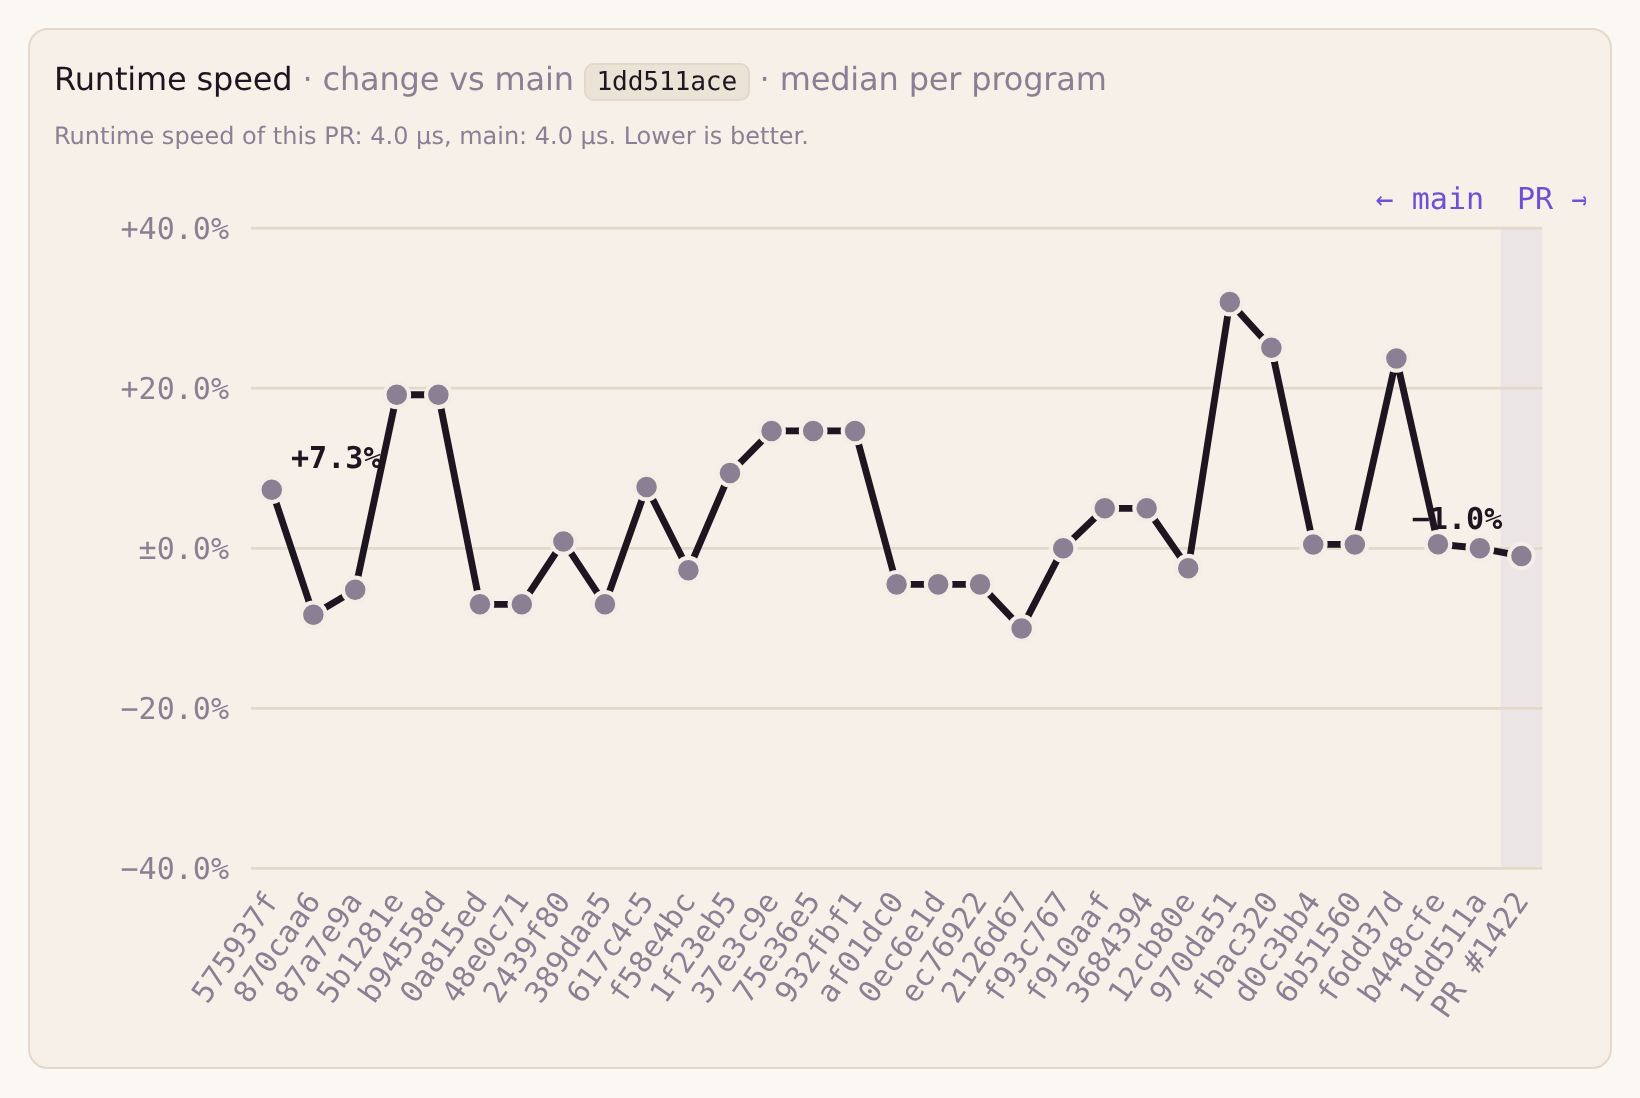 Runtime speed · change vs main 1dd511ace · median per program
Runtime speed of this PR: 4.0 µs, main: 4.0 µs. Lower is better.
← main PR →
+40.0%
+20.0%
±0.0%
−20.0%
−40.0%
+7.3%
−1.0%
575937f
870caa6
87a7e9a
5b1281e
b94558d
0a815ed
48e0c71
2439f80
389daa5
617c4c5
f58e4bc
1f23eb5
37e3c9e
75e36e5
932fbf1
af01dc0
0ec6e1d
ec76922
2126d67
f93c767
f910aaf
3684394
12cb80e
970da51
fbac320
d0c3bb4
6b51560
f6dd37d
b448cfe
1dd511a
PR #1422